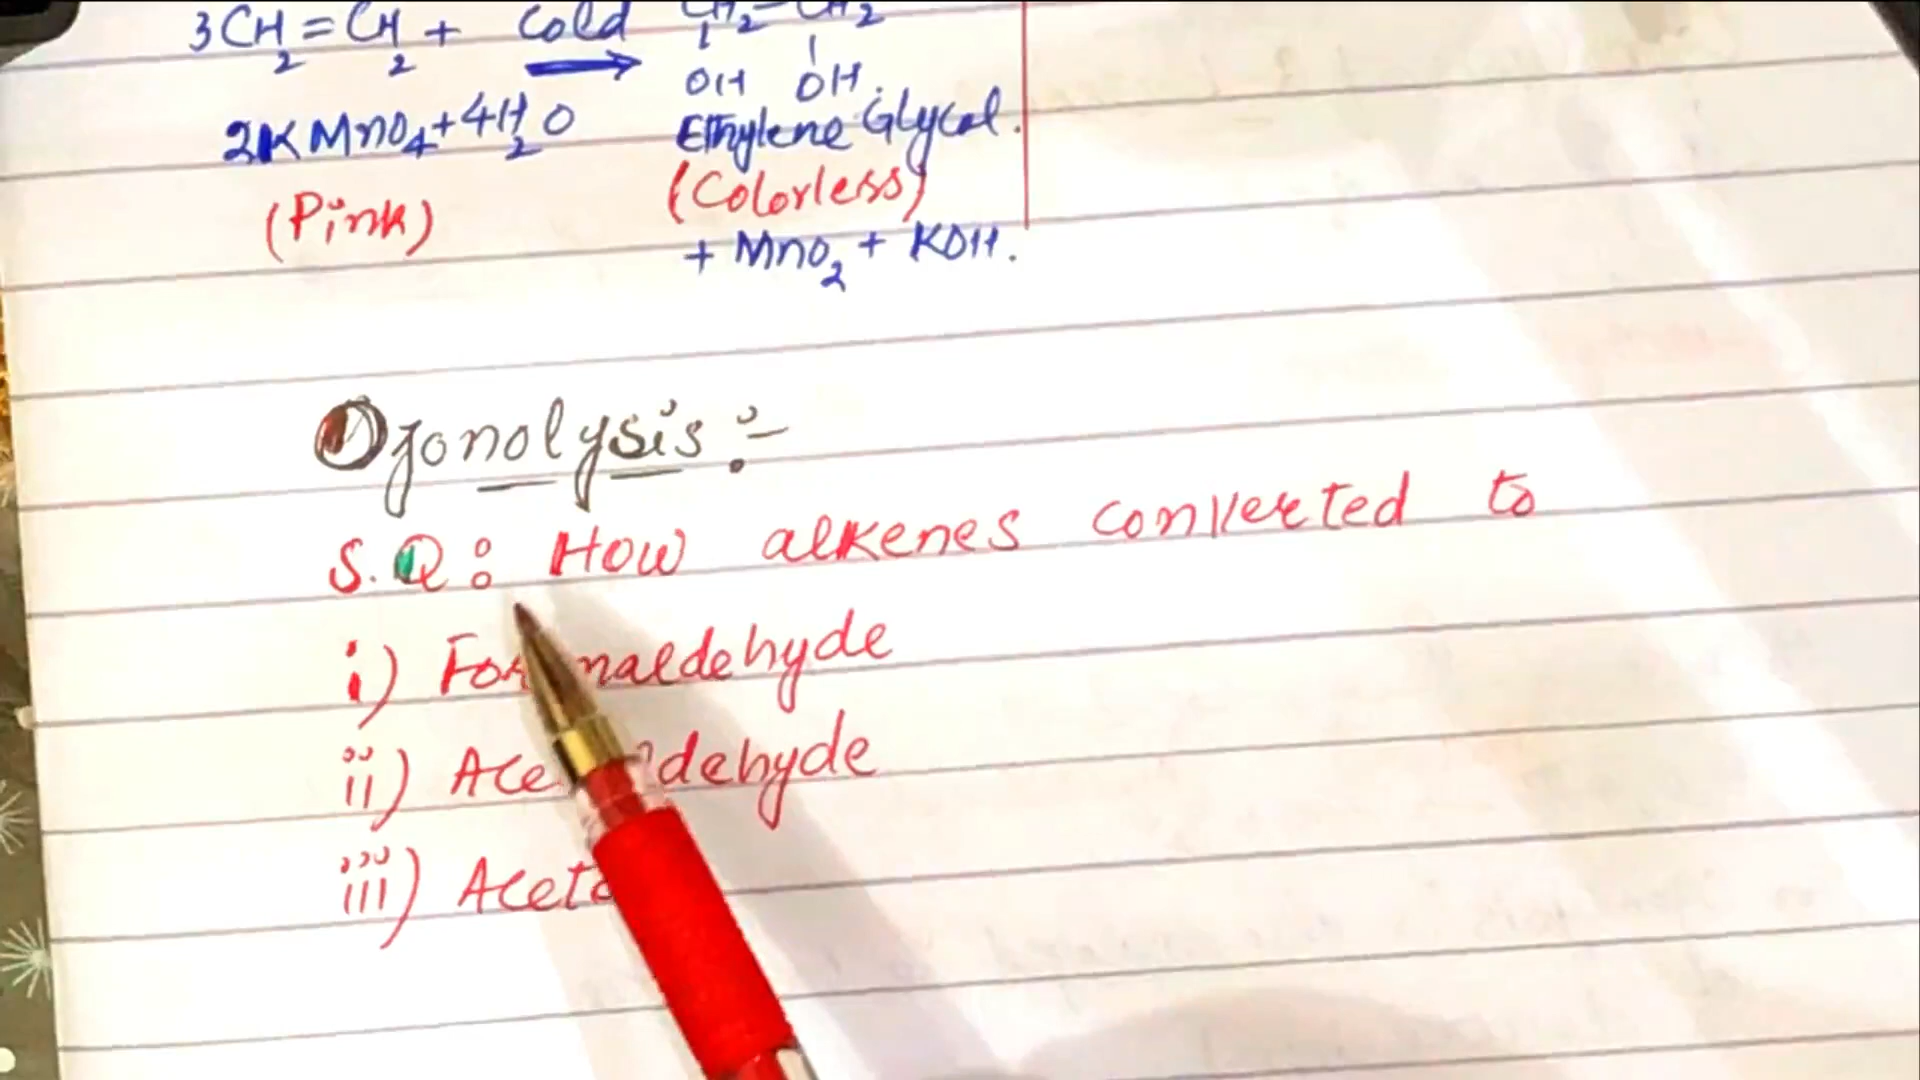 3CH₂=CH₂ + Cold CH₂-CH₂
OH OH.
2KMnO₄+4H₂O Ethylene Glycol.
(Pink) (Colorless)
+ MnO₂ + KOH.
Ozonolysis:-
S.Q: How alkenes converted to
i) Formaldehyde
ii) Acetaldehyde
iii)